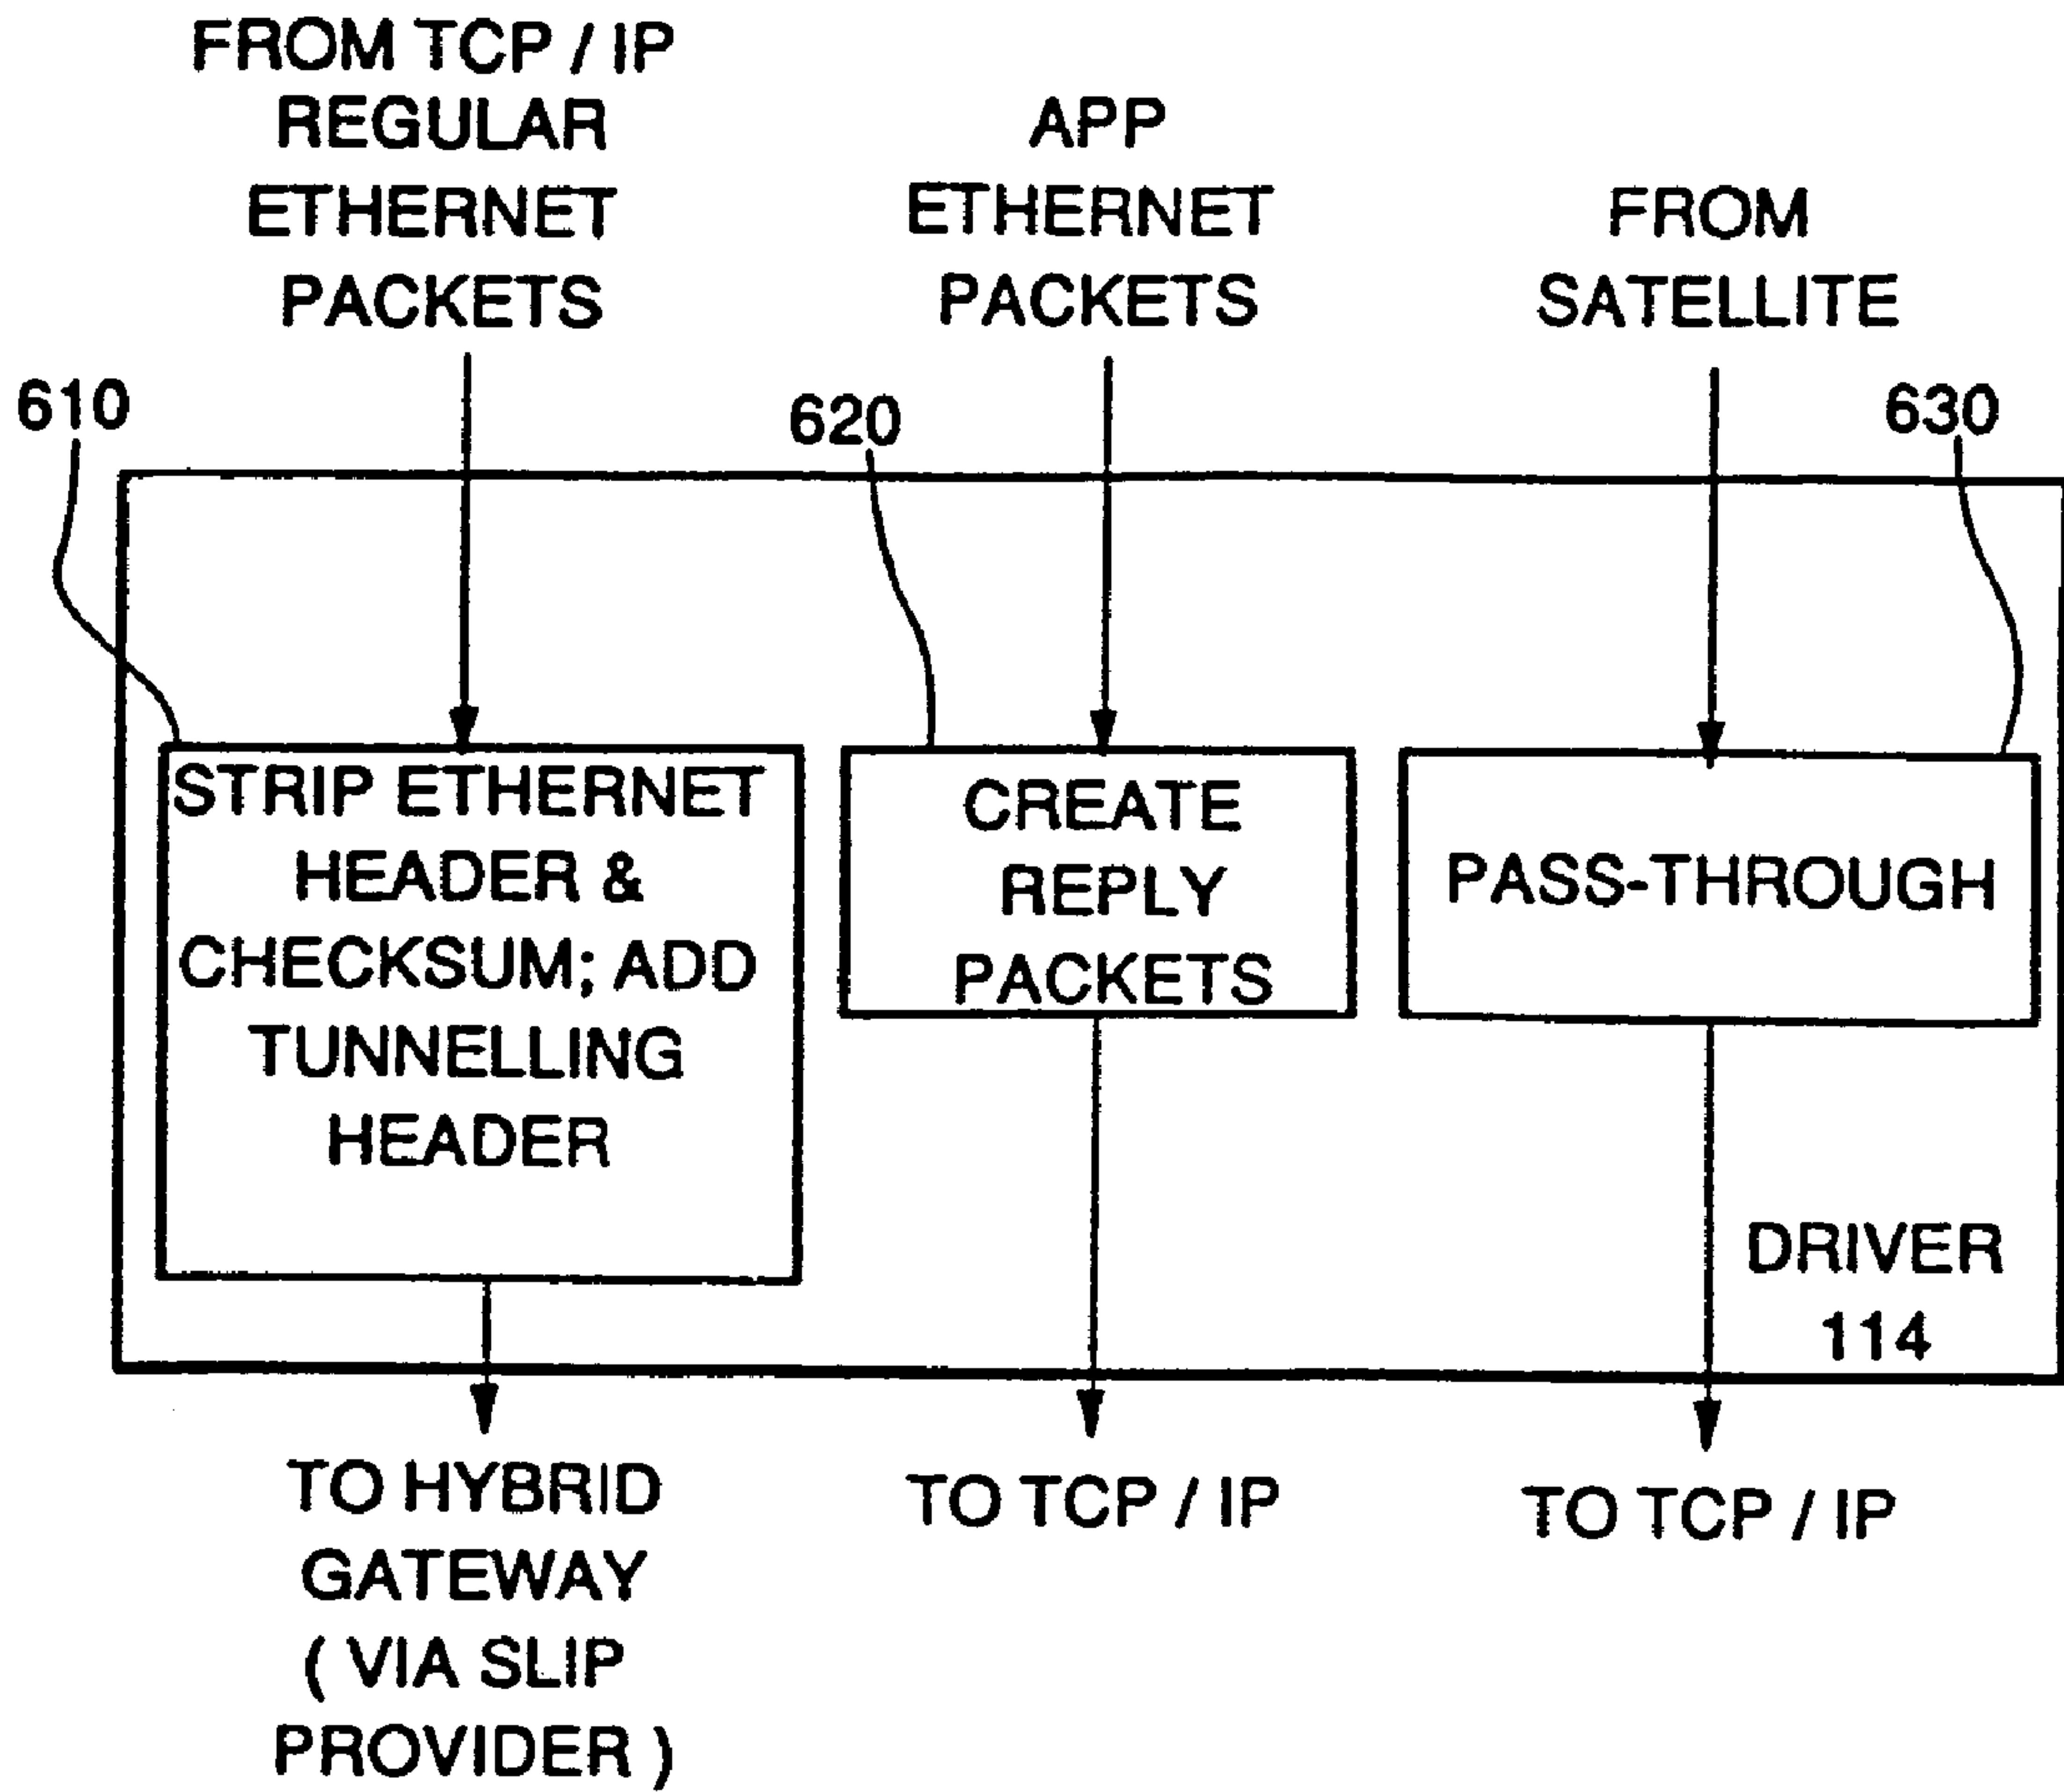 FROM TCP / IP
REGULAR
ETHERNET
PACKETS
APP
ETHERNET
PACKETS
FROM
SATELLITE
610
620
630
STRIP ETHERNET
HEADER &
CHECKSUM; ADD
TUNNELLING
HEADER
CREATE
REPLY
PACKETS
PASS-THROUGH
DRIVER
114
TO HYBRID
GATEWAY
( VIA SLIP
PROVIDER )
TO TCP / IP
TO TCP / IP